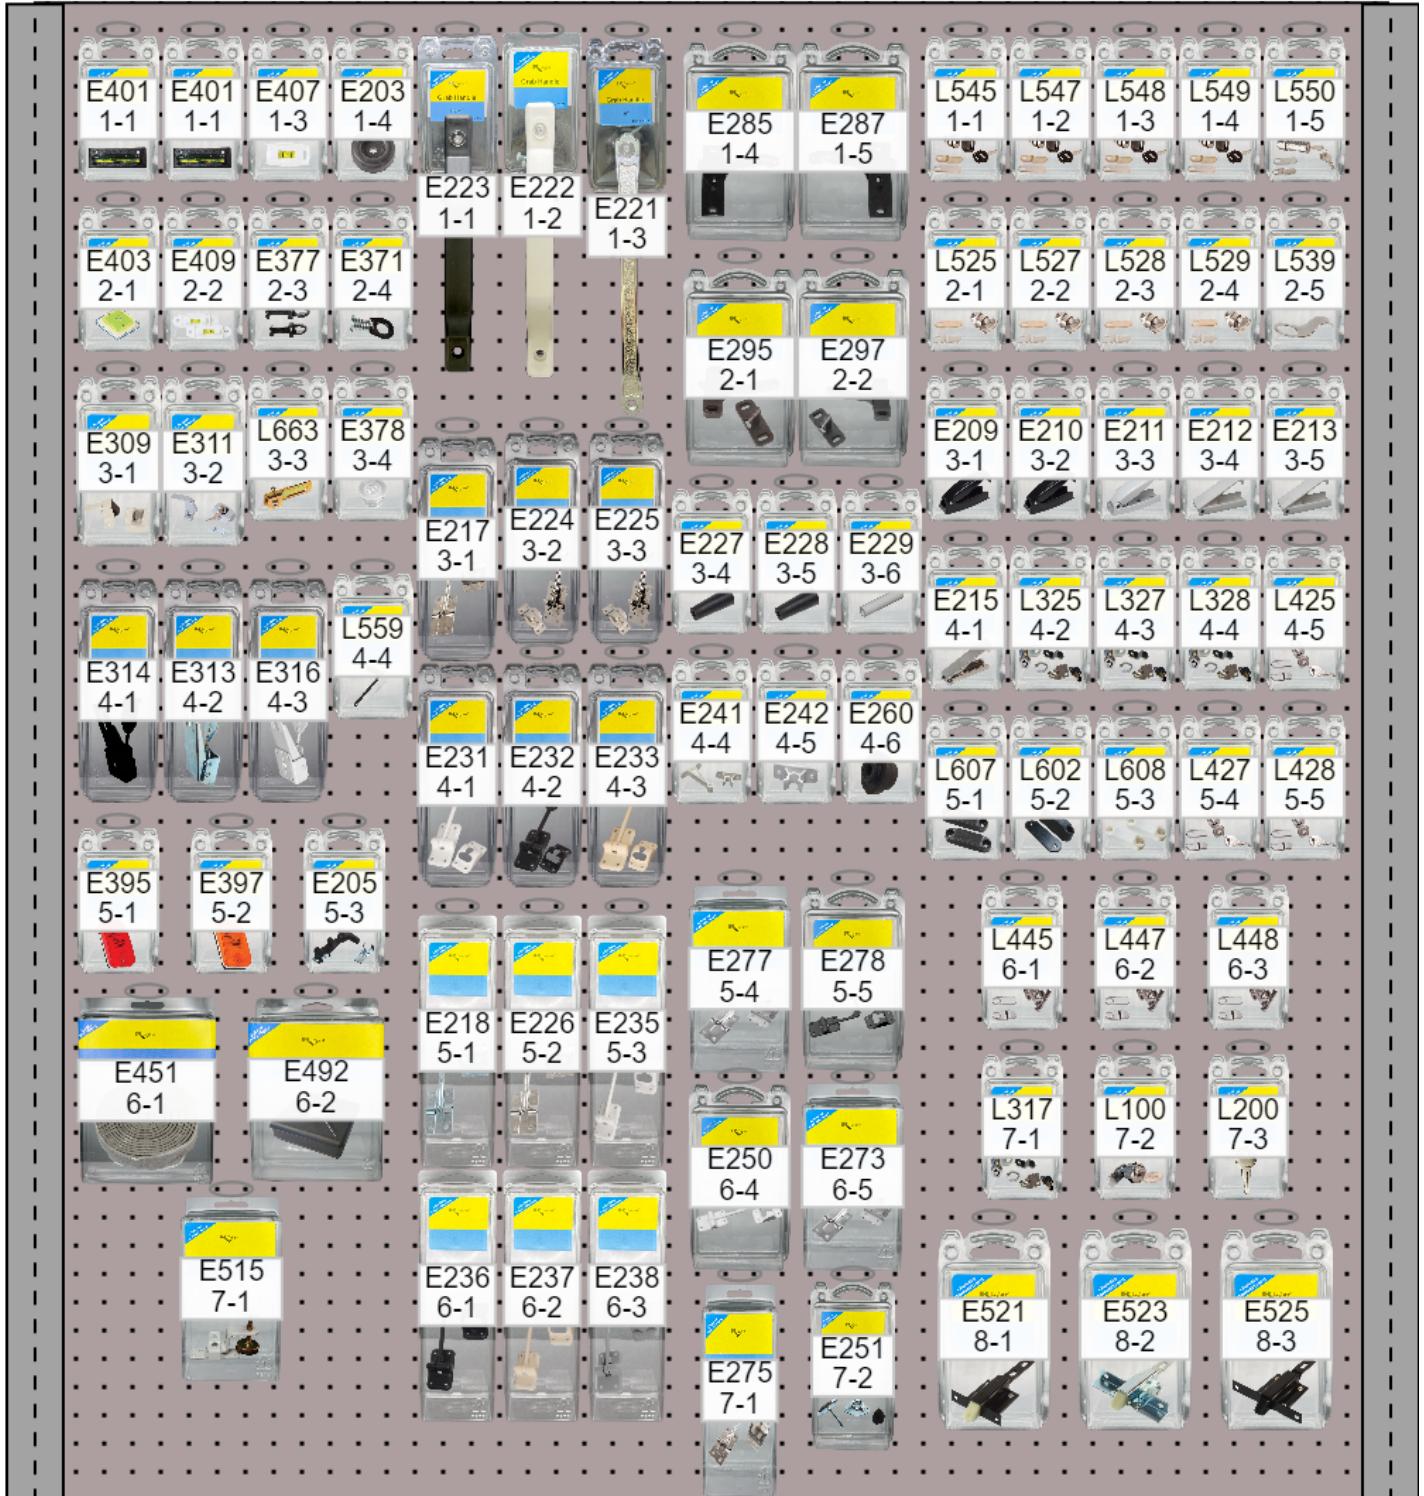 E401 E401 E407 E203
1-1 1-1 1-3 1-4
E403 E409 E377 E371
2-1 2-2 2-3 2-4
E309 E311 L663 E378
3-1 3-2 3-3 3-4
E314 E313 E316 L559
4-1 4-2 4-3 4-4
E395 E397 E205
5-1 5-2 5-3
E451 E492
6-1 6-2
E515
7-1
Grab Handle Grab Handle Grab Handle
E223 E222 E221
1-1 1-2 1-3
E217 E224 E225
3-1 3-2 3-3
E231 E232 E233
4-1 4-2 4-3
E218 E226 E235
5-1 5-2 5-3
E236 E237 E238
6-1 6-2 6-3
E285 E287
1-4 1-5
E295 E297
2-1 2-2
E227 E228 E229
3-4 3-5 3-6
E241 E242 E260
4-4 4-5 4-6
E277 E278
5-4 5-5
E250 E273
6-4 6-5
E275 E251
7-1 7-2
L545 L547 L548 L549 L550
1-1 1-2 1-3 1-4 1-5
L525 L527 L528 L529 L539
2-1 2-2 2-3 2-4 2-5
E209 E210 E211 E212 E213
3-1 3-2 3-3 3-4 3-5
E215 L325 L327 L328 L425
4-1 4-2 4-3 4-4 4-5
L607 L602 L608 L427 L428
5-1 5-2 5-3 5-4 5-5
L445 L447 L448
6-1 6-2 6-3
L317 L100 L200
7-1 7-2 7-3
E521 E523 E525
8-1 8-2 8-3